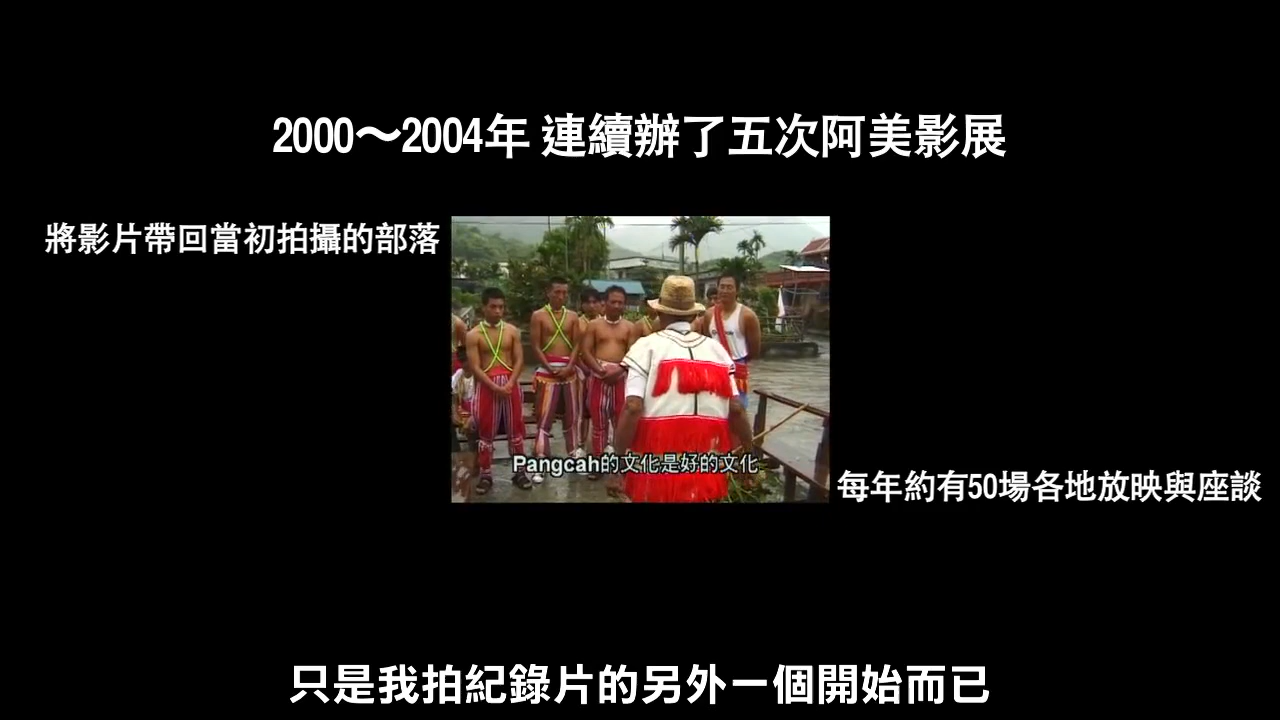 2000～2004年 連續辦了五次阿美影展
將影片帶回當初拍攝的部落
Pangcah的文化是好的文化
每年約有50場各地放映與座談
只是我拍紀錄片的另外一個開始而已